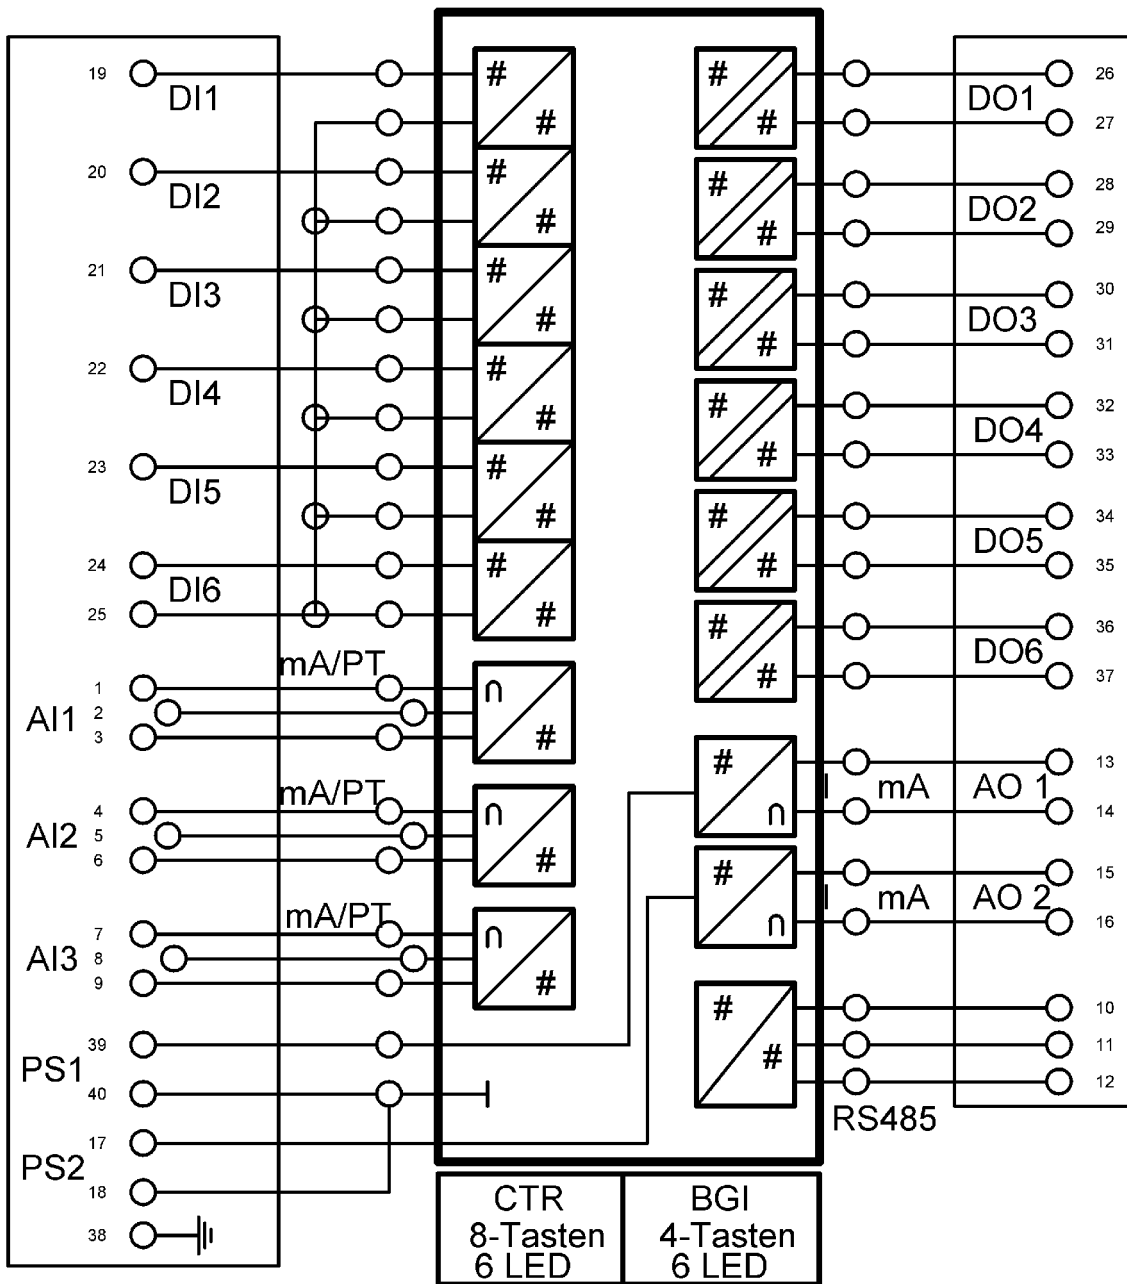 19
DI1
20
DI2
21
DI3
22
DI4
23
DI5
24
DI6
25
mA/PT
1
AI1 2
3
mA/PT
4
AI2 5
6
mA/PT
7
AI3 8
9
39
PS1
40
17
PS2
18
38
# #
# #
# #
# #
# #
# #
∩ #
∩ #
∩ #
# #
# #
# #
# #
# #
# #
# ∩
# ∩
# #
26
DO1
27
28
DO2
29
30
DO3
31
32
DO4
33
34
DO5
35
36
DO6
37
13
mA AO 1
14
15
mA AO 2
16
10
11
12
RS485
CTR
8-Tasten
6 LED
BGI
4-Tasten
6 LED